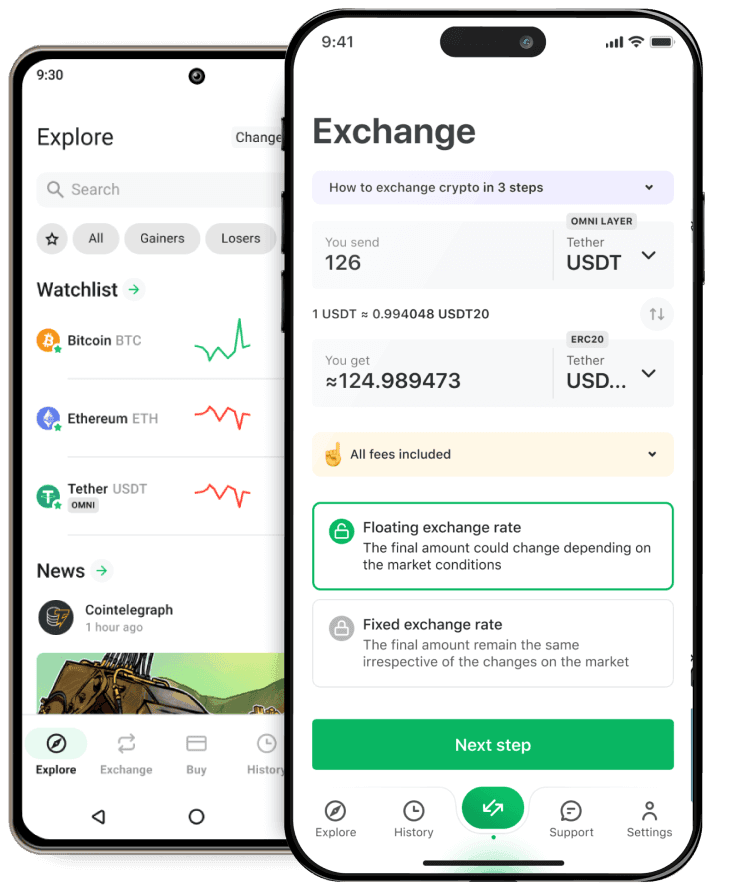 9:30
Explore
Change
Search
All
Gainers
Losers
Watchlist
Bitcoin BTC
Ethereum ETH
Tether USDT
OMNI
News
Cointelegraph
1 hour ago
Explore
Exchange
Buy
History
9:41
Exchange
How to exchange crypto in 3 steps
OMNI LAYER
You send
126
Tether
USDT
1 USDT ≈ 0.994048 USDT20
ERC20
You get
≈124.989473
Tether
USD...
All fees included
Floating exchange rate
The final amount could change depending on
the market conditions
Fixed exchange rate
The final amount remain the same
irrespective of the changes on the market
Next step
Explore
History
Support
Settings